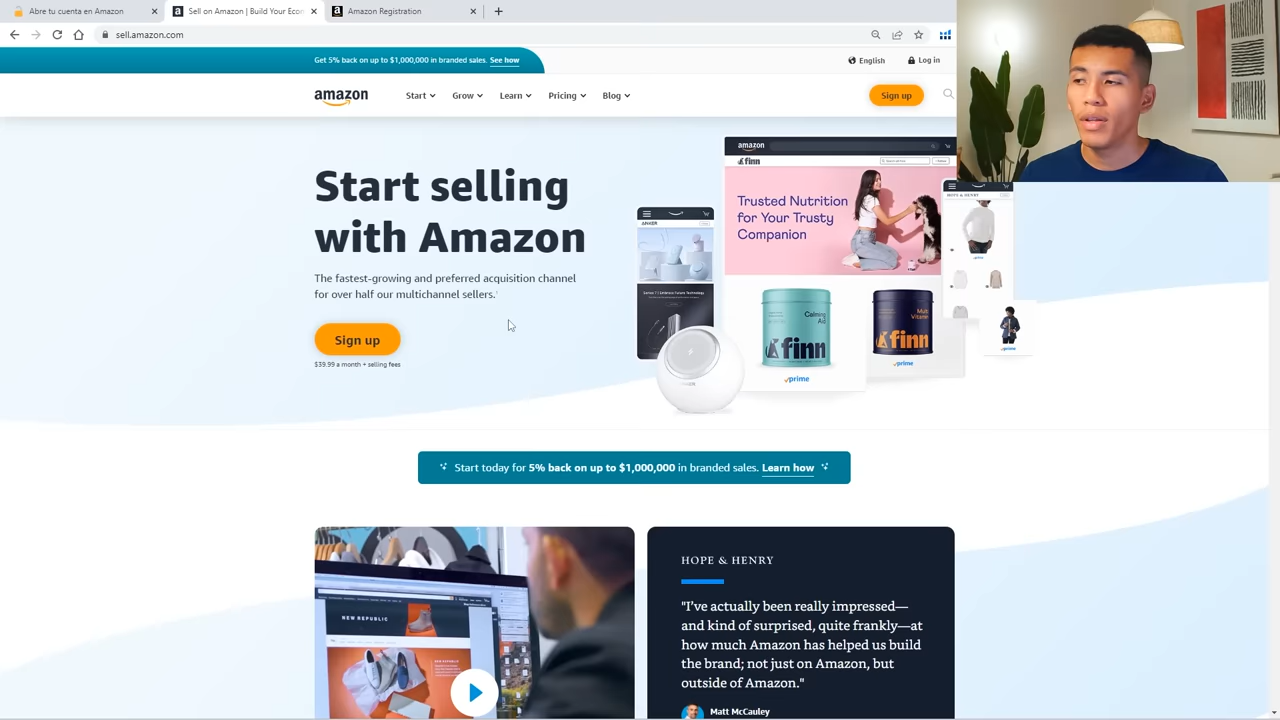 Abre tu cuenta en Amazon
Sell on Amazon | Build Your Econ
Amazon Registration
sell.amazon.com
Get 5% back on up to $1,000,000 in branded sales. See how
English
Log in
amazon
Start
Grow
Learn
Pricing
Blog
Sign up
Start selling
with Amazon
The fastest-growing and preferred acquisition channel
for over half our multichannel sellers.
Sign up
$39.99 a month + selling fees
amazon
finn
Trusted Nutrition
for Your Trusty
Companion
ANKER
HOPE & HENRY
Calming
Aid
finn
Multi
Vitamin
finn
prime
prime
prime
prime
Start today for 5% back on up to $1,000,000 in branded sales. Learn how
NEW REPUBLIC
HOPE & HENRY
"I've actually been really impressed—
and kind of surprised, quite frankly—at
how much Amazon has helped us build
the brand; not just on Amazon, but
outside of Amazon."
Matt McCauley